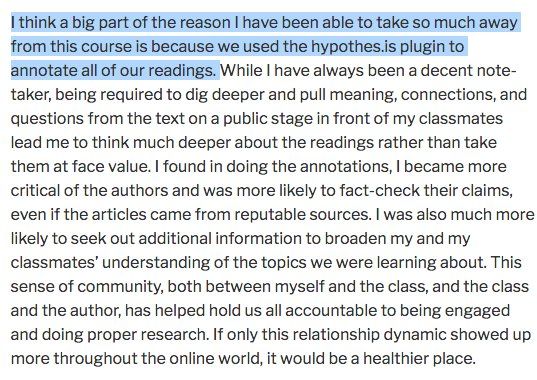 I think a big part of the reason I have been able to take so much away
from this course is because we used the hypothes.is plugin to
annotate all of our readings. While I have always been a decent note-
taker, being required to dig deeper and pull meaning, connections, and
questions from the text on a public stage in front of my classmates
lead me to think much deeper about the readings rather than take
them at face value. I found in doing the annotations, I became more
critical of the authors and was more likely to fact-check their claims,
even if the articles came from reputable sources. I was also much more
likely to seek out additional information to broaden my and my
classmates’ understanding of the topics we were learning about. This
sense of community, both between myself and the class, and the class
and the author, has helped hold us all accountable to being engaged
and doing proper research. If only this relationship dynamic showed up
more throughout the online world, it would be a healthier place.